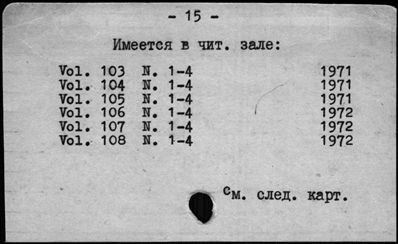 - 15 -
Имеется в чит. зале:
Vol. 103 N. 1-4 1971
Vol. 104 N. 1-4 1971
Vol. 105 N. 1-4 1971
Vol. 106 N. 1-4 1972
Vol. 107 N. 1-4 1972
Vol. 108 N. 1-4 1972
См. след. карт.